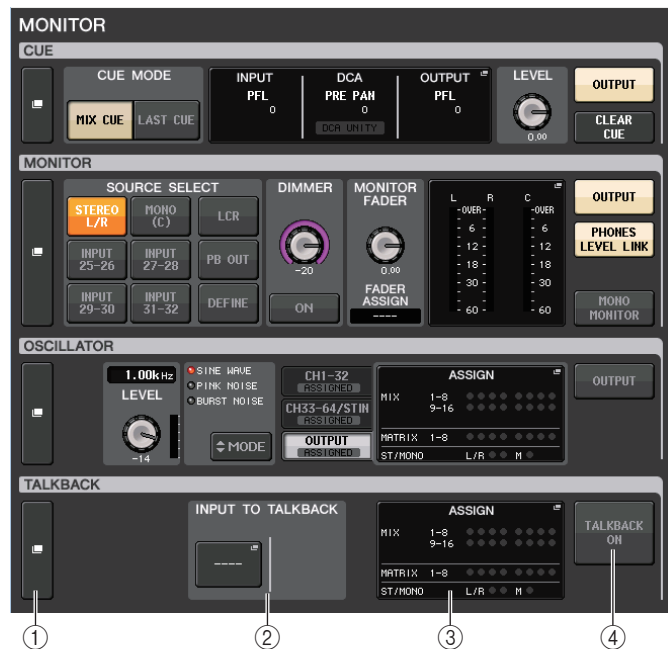 MONITOR
CUE
CUE MODE
MIX CUE
LAST CUE
INPUT
PFL
0
DCA
PRE PAN
0
DCA UNITY
OUTPUT
PFL
0
LEVEL
0.00
OUTPUT
CLEAR
CUE
MONITOR
SOURCE SELECT
STEREO
L/R
MONO
(C)
LCR
INPUT
25-26
INPUT
27-28
PB OUT
INPUT
29-30
INPUT
31-32
DEFINE
DIMMER
-20
ON
MONITOR
FADER
0.00
FADER
ASSIGN
----
L R C
-OVER- -OVER
- 6 - - 6
- 12 - - 12
- 18 - - 18
- 30 - - 30
- 60 - - 60
OUTPUT
PHONES
LEVEL LINK
MONO
MONITOR
OSCILLATOR
1.00kHz
LEVEL
-14
SINE WAVE
PINK NOISE
BURST NOISE
MODE
CH1-32
ASSIGNED
CH33-64/STIN
ASSIGNED
OUTPUT
ASSIGNED
ASSIGN
MIX 1-8
9-16
MATRIX 1-8
ST/MONO L/R M
OUTPUT
TALKBACK
INPUT TO TALKBACK
----
ASSIGN
MIX 1-8
9-16
MATRIX 1-8
ST/MONO L/R M
TALKBACK
ON
① ② ③ ④